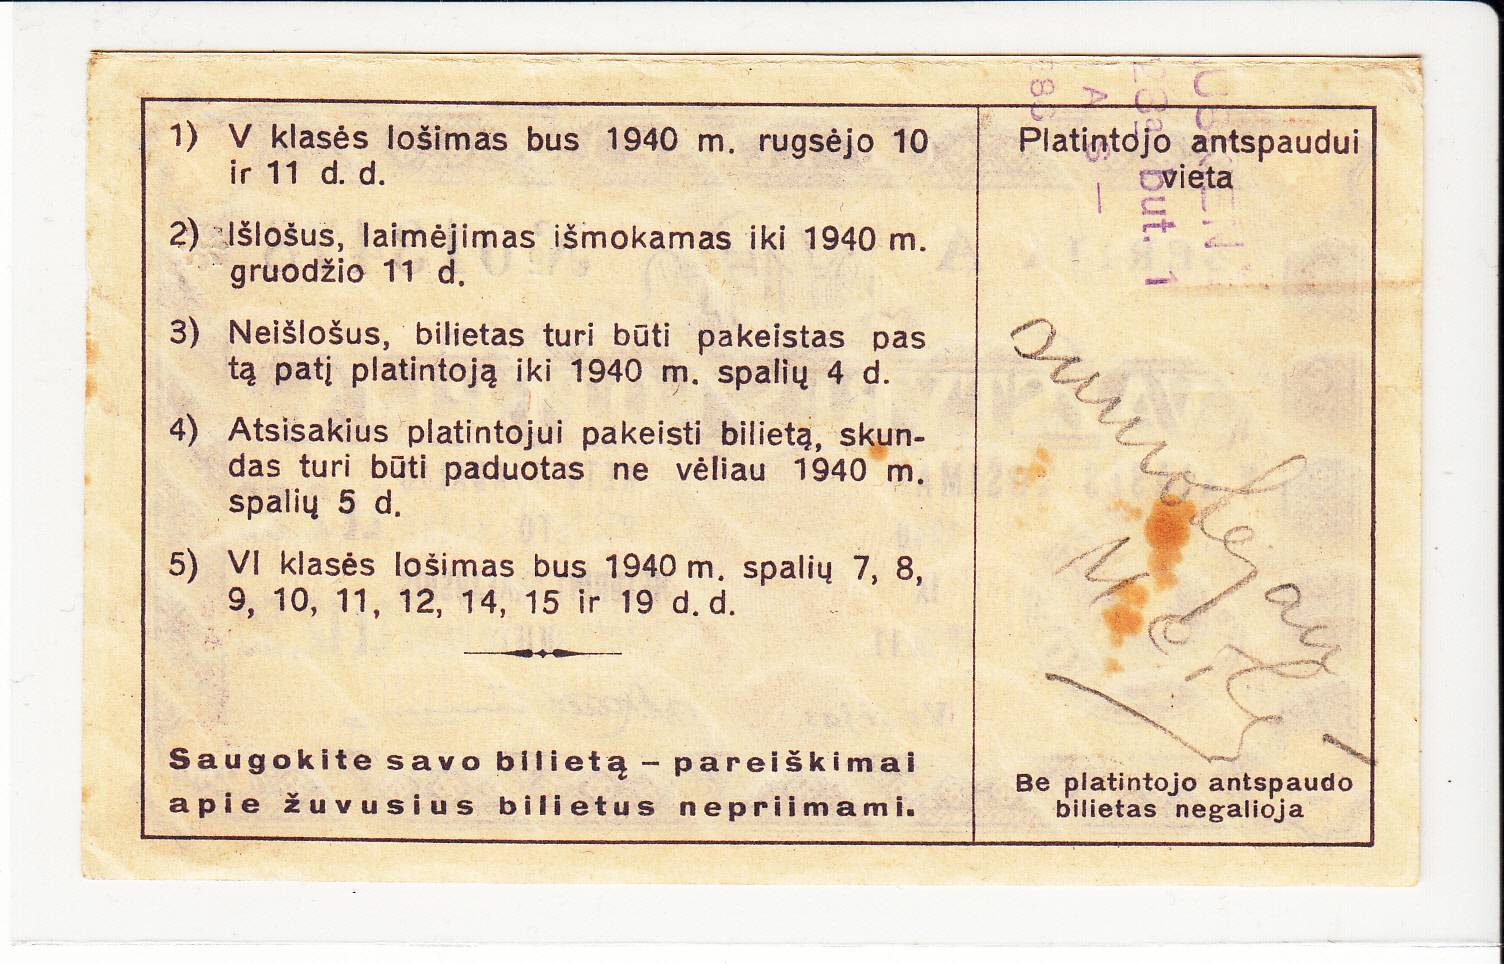 1) V klasės lošimas bus 1940 m. rugsėjo 10
ir 11 d. d.
2) Išlošus, laimėjimas išmokamas iki 1940 m.
gruodžio 11 d.
3) Neišlošus, bilietas turi būti pakeistas pas
tą patį platintoją iki 1940 m. spalių 4 d.
4) Atsisakius platintojui pakeisti bilietą, skun-
das turi būti paduotas ne vėliau 1940 m.
spalių 5 d.
5) VI klasės lošimas bus 1940 m. spalių 7, 8,
9, 10, 11, 12, 14, 15 ir 19 d. d.
Saugokite savo bilietą – pareiškimai
apie žuvusius bilietus nepriimami.
Platintojo antspaudui
vieta
but. 1
Be platintojo antspaudo
bilietas negalioja